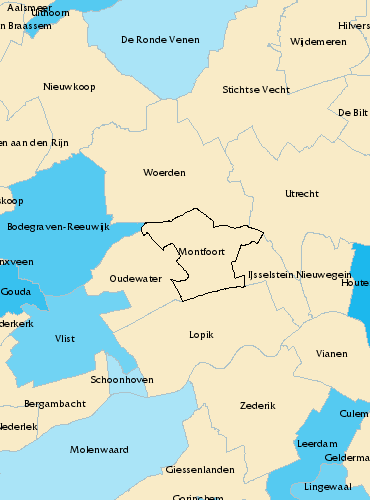 Aalsmeer
Uithoorn
n Braassem
De Ronde Venen
Hilvers
Wijdemeren
Nieuwkoop
Stichtse Vecht
De Bilt
en aan den Rijn
Woerden
Utrecht
skoop
Bodegraven-Reeuwijk
Montfoort
nxveen
Oudewater
IJsselstein
Nieuwegein
Houte
Gouda
derkerk
Vlist
Lopik
Vianen
Schoonhoven
Bergambacht
Zederik
Culem
Nederlek
Leerdam
Molenwaard
Gelderma
Giessenlanden
Lingewaal
Gorinchem